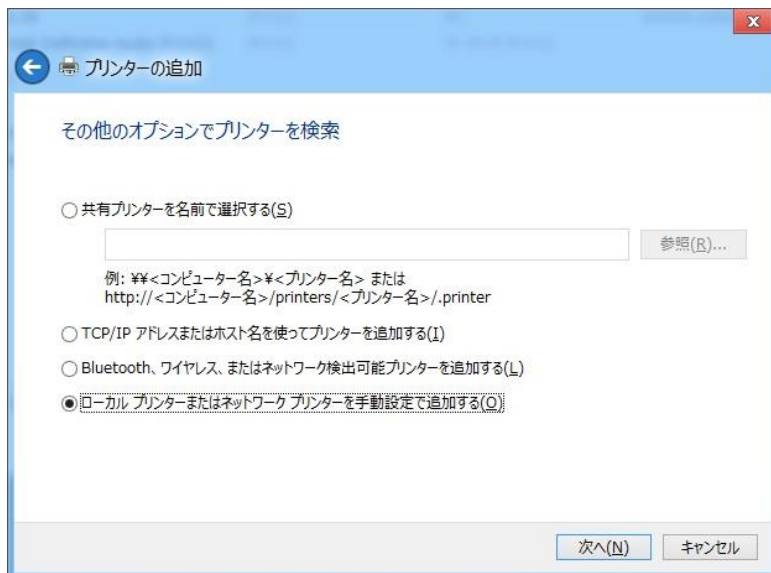 プリンターの追加
その他のオプションでプリンターを検索
共有プリンターを名前で選択する(S)
参照(R)...
例: ¥¥<コンピューター名>¥<プリンター名> または
http://<コンピューター名>/printers/<プリンター名>/.printer
TCP/IP アドレスまたはホスト名を使ってプリンターを追加する(I)
Bluetooth、ワイヤレス、またはネットワーク検出可能プリンターを追加する(L)
ローカル プリンターまたはネットワーク プリンターを手動設定で追加する(O)
次へ(N) キャンセル